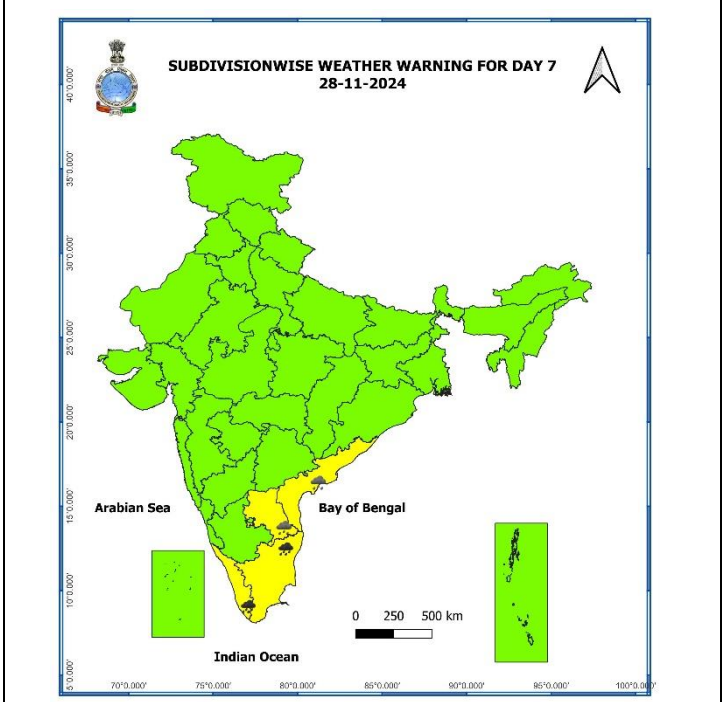 SUBDIVISIONWISE WEATHER WARNING FOR DAY 7
28-11-2024
40°0.000'
35°0.000'
30°0.000'
25°0.000'
20°0.000'
15°0.000'
10°0.000'
5°0.000'
Arabian Sea
Bay of Bengal
0 250 500 km
Indian Ocean
70°0.000' 75°0.000' 80°0.000' 85°0.000' 90°0.000' 95°0.000' 100°0.000'